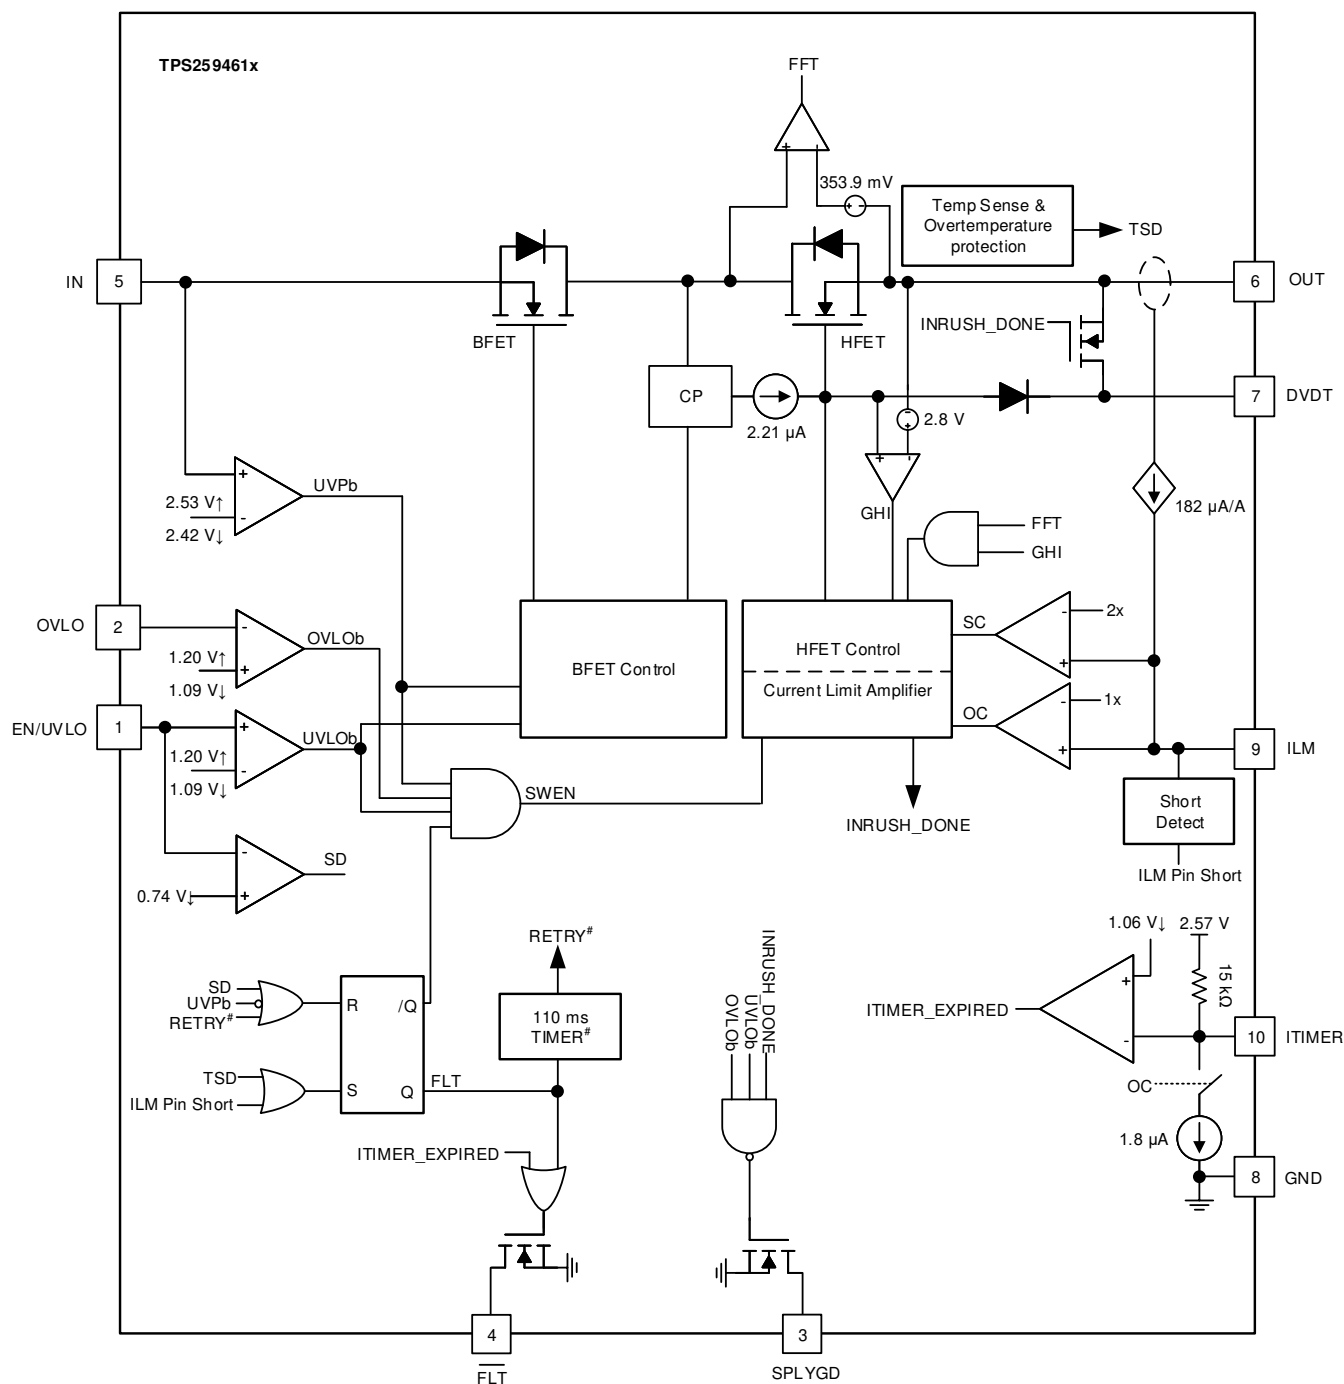 TPS259461x
FFT
353.9 mV
Temp Sense &
Overtemperature
protection
TSD
IN
5
6
OUT
BFET
HFET
INRUSH_DONE
CP
2.21 µA
2.8 V
7
DVDT
+
-
UVPb
2.53 V↑
2.42 V↓
GHI
182 µA/A
FFT
GHI
OVLO
2
-
+
OVLOb
1.20 V↑
1.09 V↓
BFET Control
HFET Control
Current Limit Amplifier
SC
-
+
2x
EN/UVLO
1
+
-
UVLOb
1.20 V↑
1.09 V↓
OC
-
+
1x
9
ILM
SWEN
INRUSH_DONE
Short
Detect
ILM Pin Short
-
+
SD
0.74 V↓
RETRY#
INRUSH_DONE
UVLOb
OVLOb
1.06 V↓
2.57 V
15 kΩ
SD
UVPb
RETRY#
R
/Q
110 ms
TIMER#
ITIMER_EXPIRED
+
-
10
ITIMER
TSD
ILM Pin Short
S
Q
FLT
OC
1.8 µA
ITIMER_EXPIRED
8
GND
4
FLT
3
SPLYGD